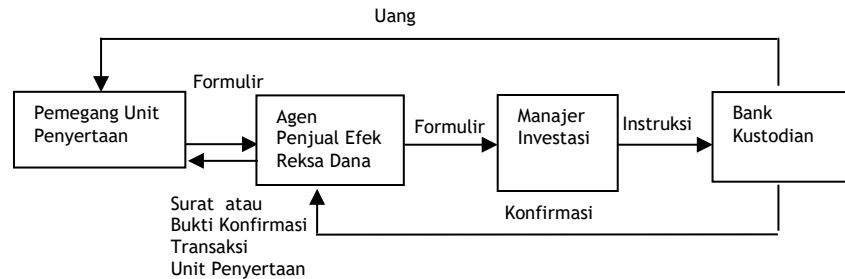 Uang
Formulir
Pemegang Unit
Penyertaan
Agen
Penjual Efek
Reksa Dana
Formulir
Manajer
Investasi
Instruksi
Bank
Kustodian
Surat atau
Bukti Konfirmasi
Transaksi
Unit Penyertaan
Konfirmasi